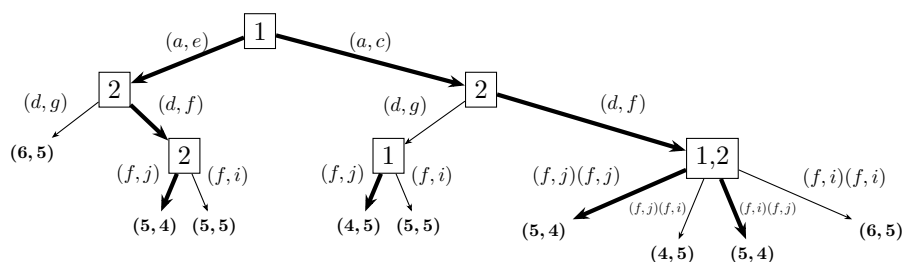 1
(a, e)
(a, c)
2
2
(d, g)
(d, f)
(d, g)
(d, f)
(6, 5)
2
1
1,2
(f, j)
(f, i)
(f, j)
(f, i)
(f, j)(f, j)
(f, j)(f, i)
(f, i)(f, j)
(f, i)(f, i)
(5, 4)
(5, 5)
(4, 5)
(5, 5)
(5, 4)
(4, 5)
(5, 4)
(6, 5)